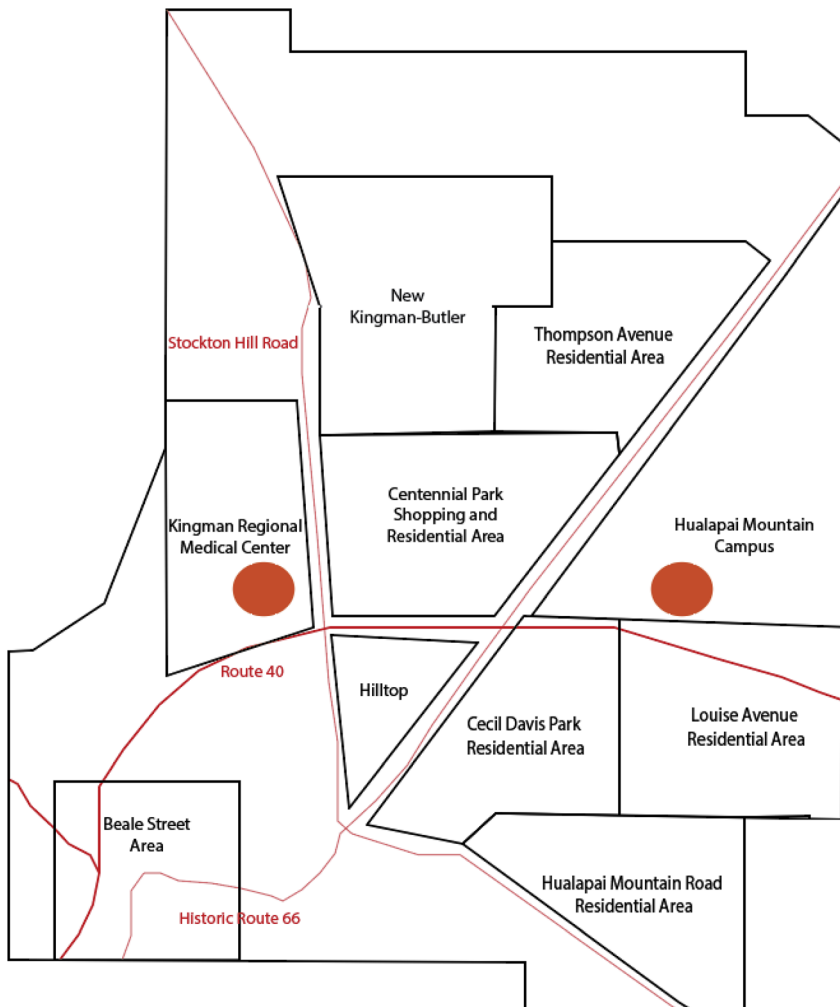 New
Kingman-Butler
Thompson Avenue
Residential Area
Stockton Hill Road
Centennial Park
Shopping and
Residential Area
Kingman Regional
Medical Center
Hualapai Mountain
Campus
Route 40
Hilltop
Cecil Davis Park
Residential Area
Louise Avenue
Residential Area
Beale Street
Area
Hualapai Mountain Road
Residential Area
Historic Route 66